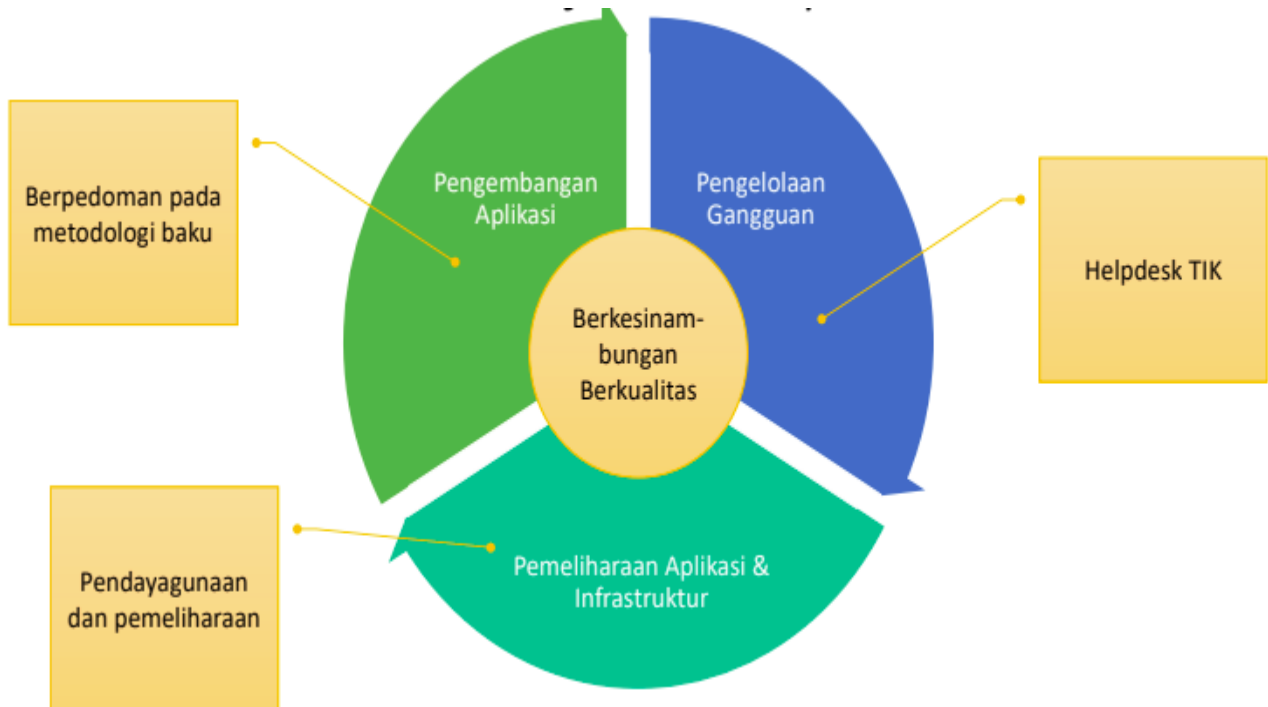 Pengembangan
Aplikasi
Pengelolaan
Gangguan
Berpedoman pada
metodologi baku
Helpdesk TIK
Berkesinam-
bungan
Berkualitas
Pemeliharaan Aplikasi &
Infrastruktur
Pendayagunaan
dan pemeliharaan